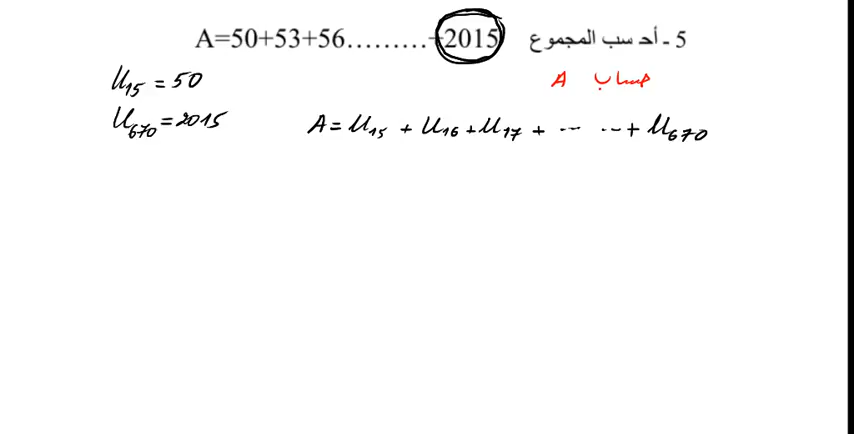 5 - أحسب المجموع A=50+53+56.........+2015
حساب A
U15 = 50
U670 = 2015
A = U15 + U16 + U17 + ... ... + U670